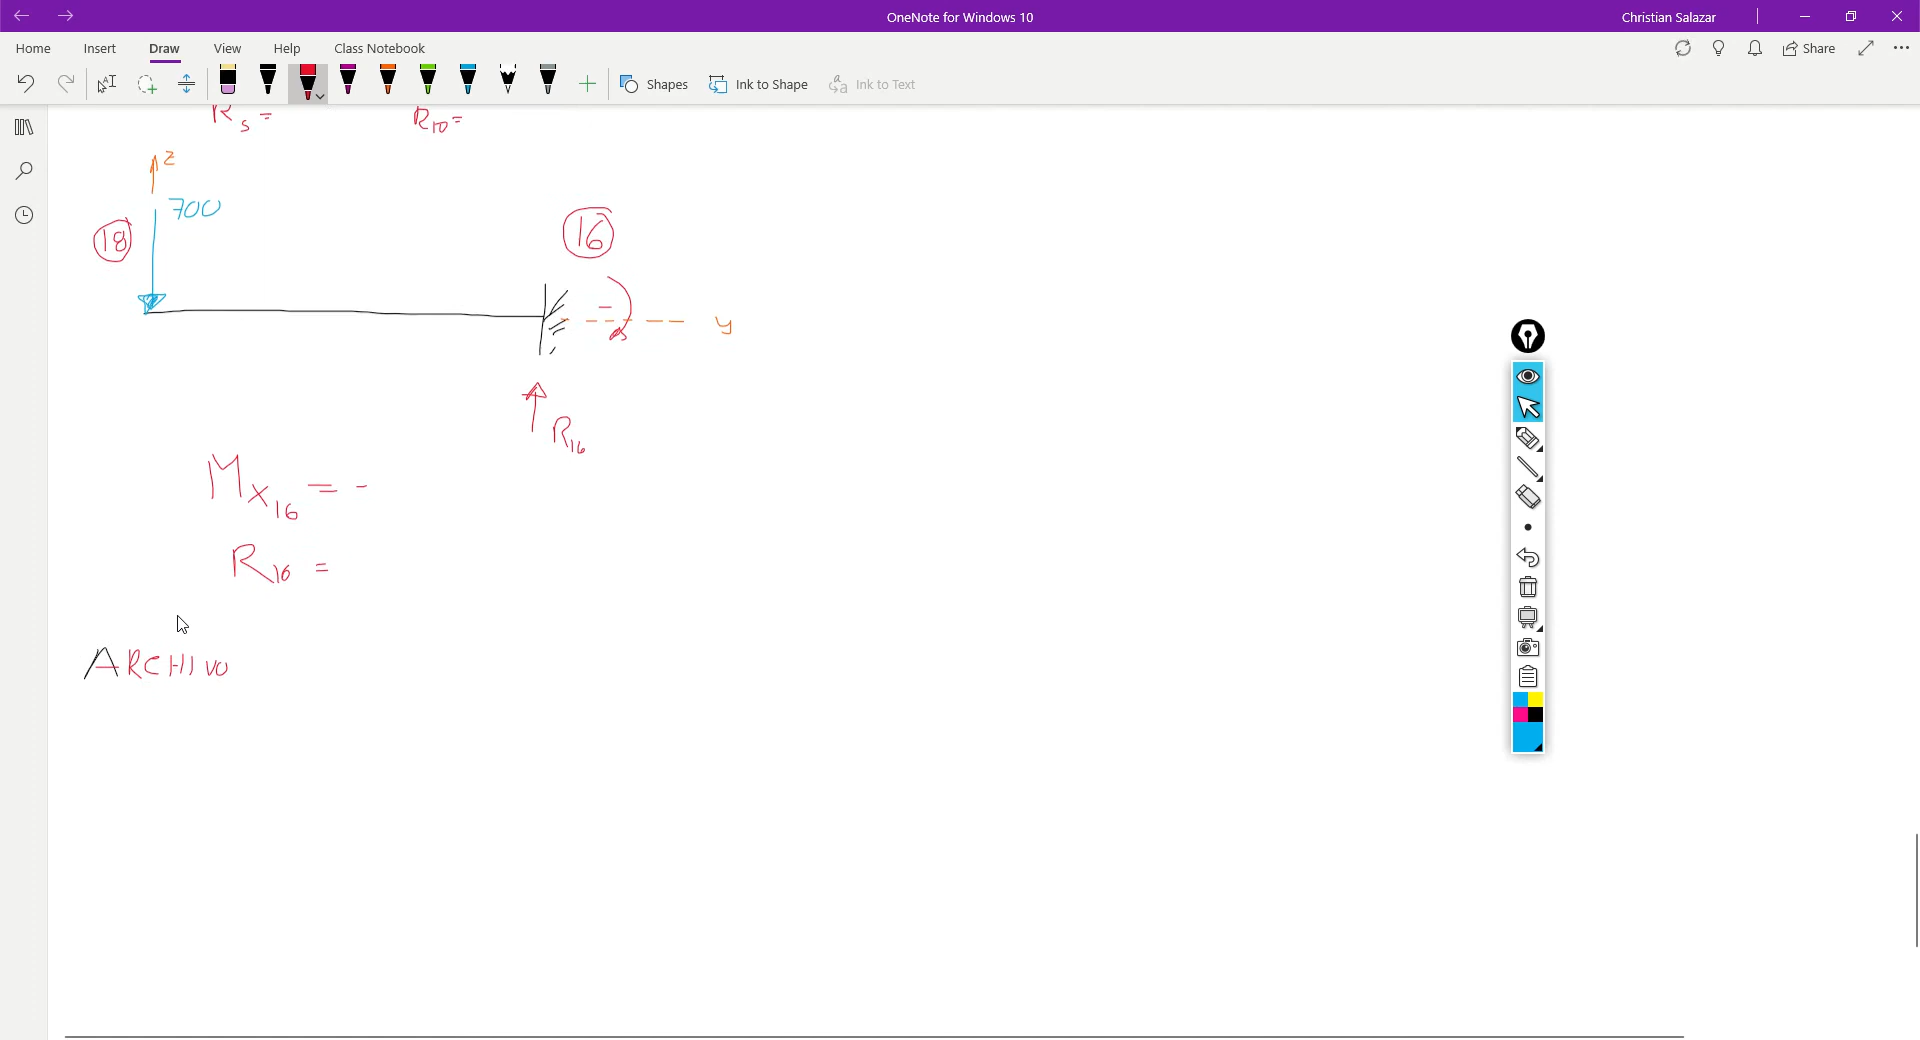 OneNote for Windows 10
Christian Salazar
Home Insert Draw View Help Class Notebook
Share
Shapes
Ink to Shape
Ink to Text
R5 = R10 =
z
700
18
16
y
R16
Mx16 = -
R16 =
ARCHIVO